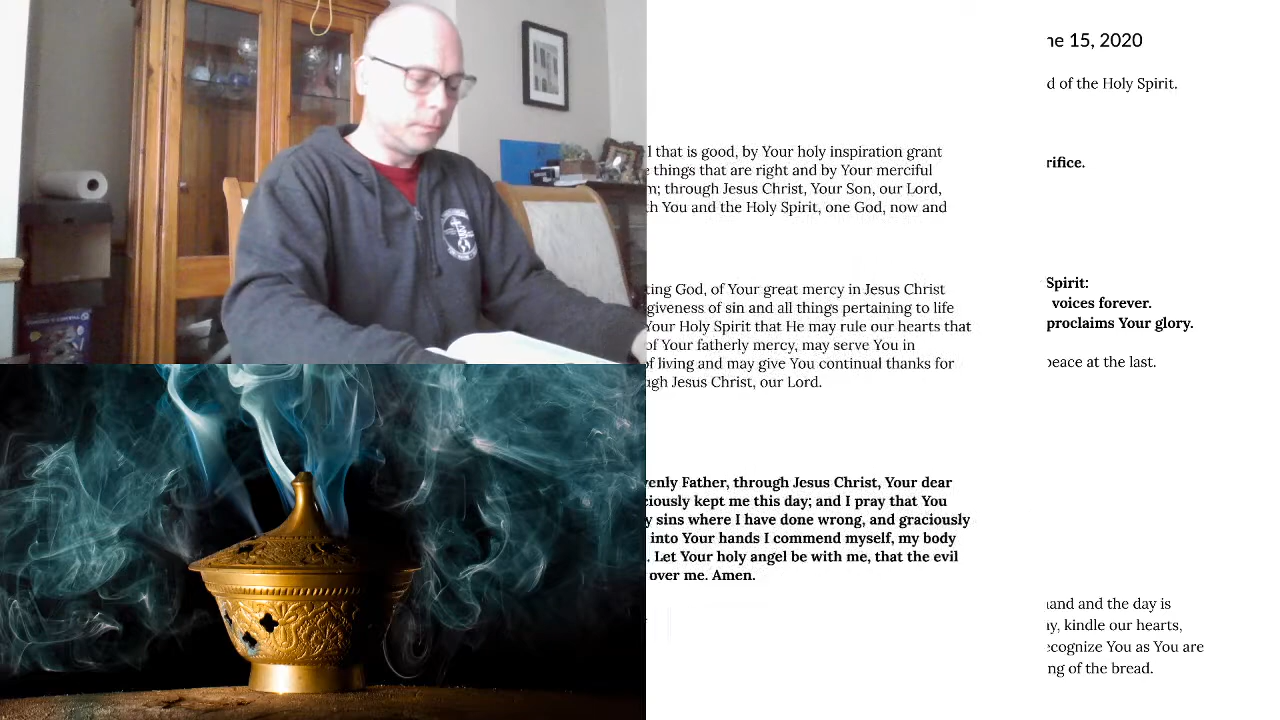 l that is good, by Your holy inspiration grant
things that are right and by Your merciful
m; through Jesus Christ, Your Son, our Lord,
th You and the Holy Spirit, one God, now and
ting God, of Your great mercy in Jesus Christ
giveness of sin and all things pertaining to life
Your Holy Spirit that He may rule our hearts that
of Your fatherly mercy, may serve You in
of living and may give You continual thanks for
ugh Jesus Christ, our Lord.
venly Father, through Jesus Christ, Your dear
ciously kept me this day; and I pray that You
y sins where I have done wrong, and graciously
into Your hands I commend myself, my body
. Let Your holy angel be with me, that the evil
over me. Amen.
ne 15, 2020
d of the Holy Spirit.
rifice.
Spirit:
voices forever.
proclaims Your glory.
peace at the last.
hand and the day is
ay, kindle our hearts,
recognize You as You are
ng of the bread.